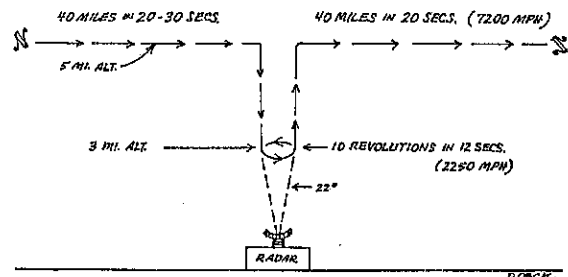 40 MILES IN 20-30 SECS.
40 MILES IN 20 SECS. (7200 MPH)
5 MI. ALT.
3 MI. ALT.
10 REVOLUTIONS IN 12 SECS.
(2250 MPH)
22°
RADAR